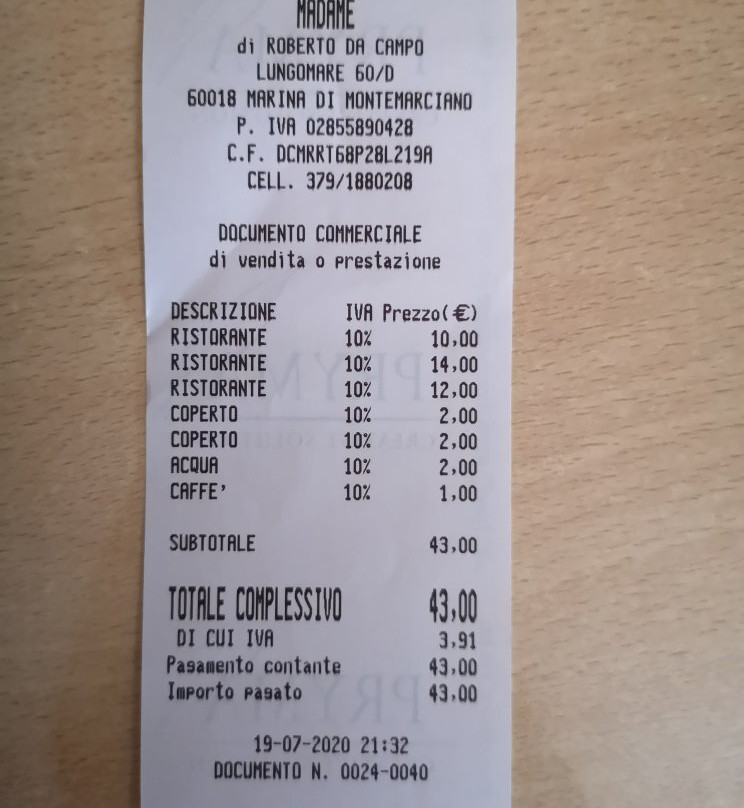 MADAME
di ROBERTO DA CAMPO
LUNGOMARE 60/D
60018 MARINA DI MONTEMARCIANO
P. IVA 02855890428
C.F. DCMRRT68P28L219A
CELL. 379/1880208
DOCUMENTO COMMERCIALE
di vendita o prestazione
DESCRIZIONE IVA Prezzo(€)
RISTORANTE 10% 10,00
RISTORANTE 10% 14,00
RISTORANTE 10% 12,00
COPERTO 10% 2,00
COPERTO 10% 2,00
ACQUA 10% 2,00
CAFFE' 10% 1,00
SUBTOTALE 43,00
TOTALE COMPLESSIVO 43,00
DI CUI IVA 3,91
Pagamento contante 43,00
Importo pagato 43,00
19-07-2020 21:32
DOCUMENTO N. 0024-0040